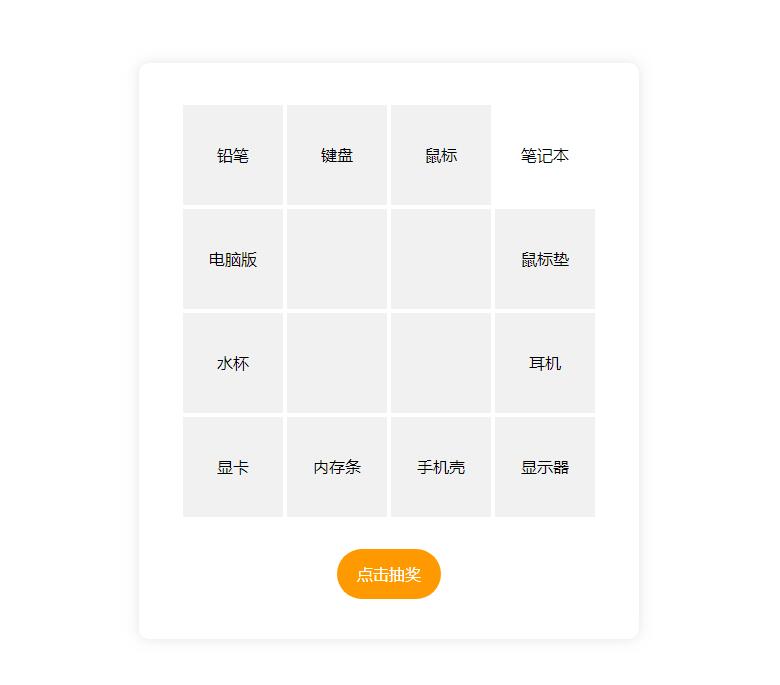 铅笔 键盘 鼠标 笔记本
电脑版 鼠标垫
水杯 耳机
显卡 内存条 手机壳 显示器
点击抽奖